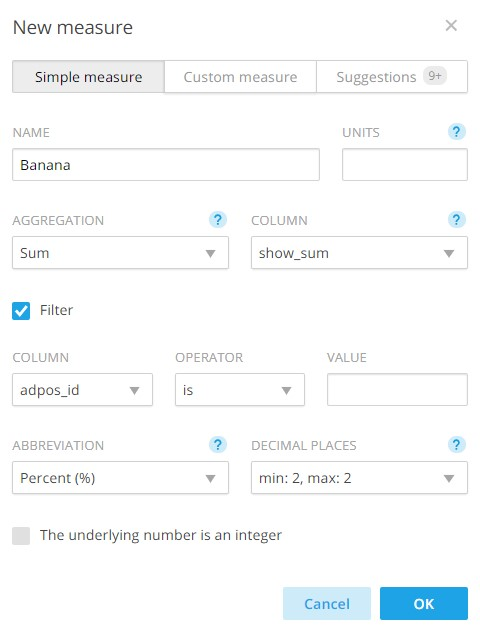 New measure ×
Simple measure Custom measure Suggestions 9+
NAME UNITS ?
Banana
AGGREGATION ? COLUMN ?
Sum show_sum
Filter
COLUMN OPERATOR VALUE
adpos_id is
ABBREVIATION ? DECIMAL PLACES ?
Percent (%) min: 2, max: 2
The underlying number is an integer
Cancel OK